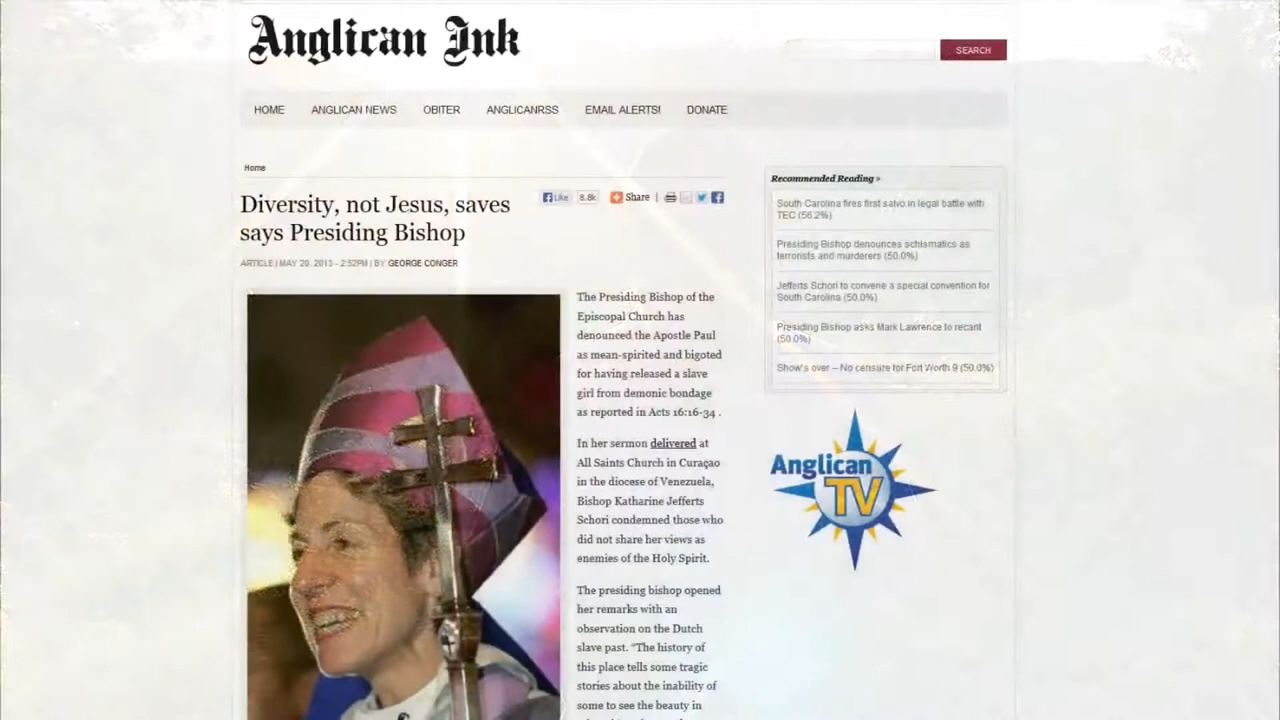 Anglican Ink
SEARCH
HOME ANGLICAN NEWS OBITER ANGLICANRSS EMAIL ALERTS! DONATE
Home
Diversity, not Jesus, saves
says Presiding Bishop
Like 8.8k Share |
ARTICLE | MAY 20, 2013 - 2:52PM | BY GEORGE CONGER
The Presiding Bishop of the
Episcopal Church has
denounced the Apostle Paul
as mean-spirited and bigoted
for having released a slave
girl from demonic bondage
as reported in Acts 16:16-34 .
In her sermon delivered at
All Saints Church in Curaçao
in the diocese of Venezuela,
Bishop Katharine Jefferts
Schori condemned those who
did not share her views as
enemies of the Holy Spirit.
The presiding bishop opened
her remarks with an
observation on the Dutch
slave past. “The history of
this place tells some tragic
stories about the inability of
some to see the beauty in
Recommended Reading »
South Carolina fires first salvo in legal battle with
TEC (56.2%)
Presiding Bishop denounces schismatics as
terrorists and murderers (50.0%)
Jefferts Schori to convene a special convention for
South Carolina (50.0%)
Presiding Bishop asks Mark Lawrence to recant
(50.0%)
Show's over – No censure for Fort Worth 9 (50.0%)
Anglican
TV